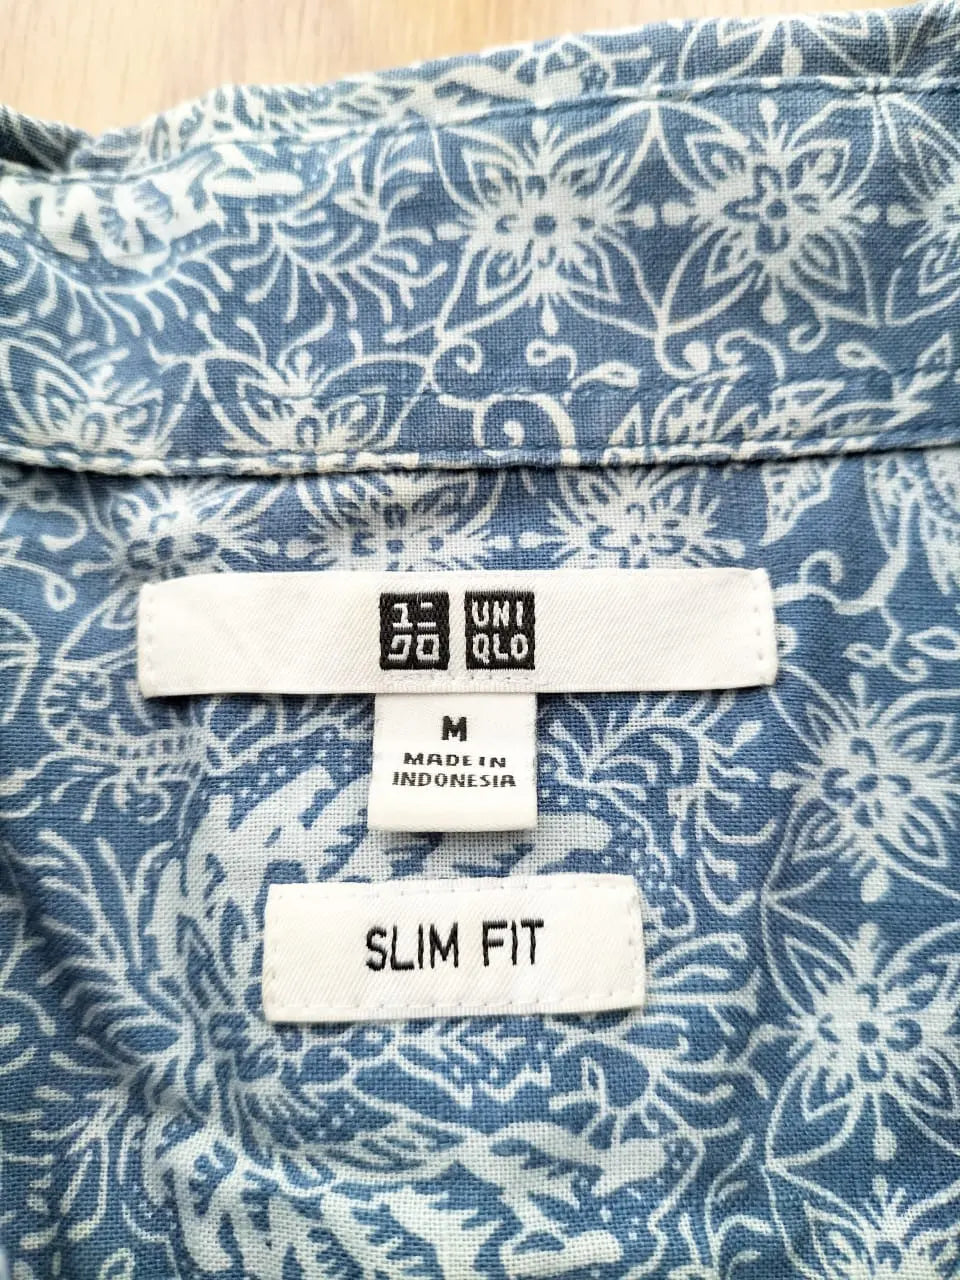 ユニ UNI
クロ QLO
M
MADE IN
INDONESIA
SLIM FIT